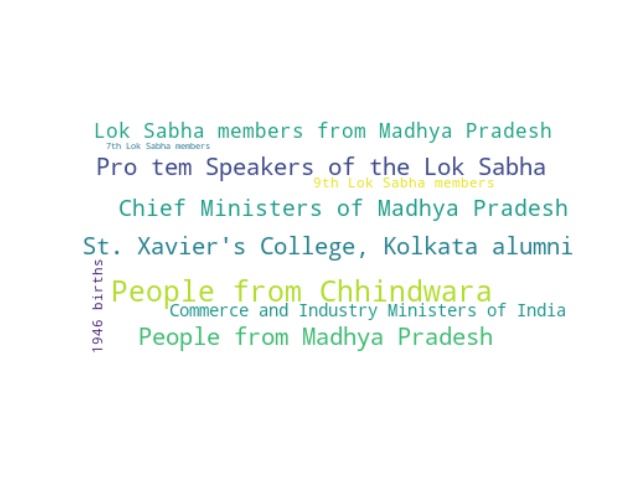 Lok Sabha members from Madhya Pradesh
7th Lok Sabha members
Pro tem Speakers of the Lok Sabha
9th Lok Sabha members
Chief Ministers of Madhya Pradesh
St. Xavier's College, Kolkata alumni
1946 births
People from Chhindwara
Commerce and Industry Ministers of India
People from Madhya Pradesh